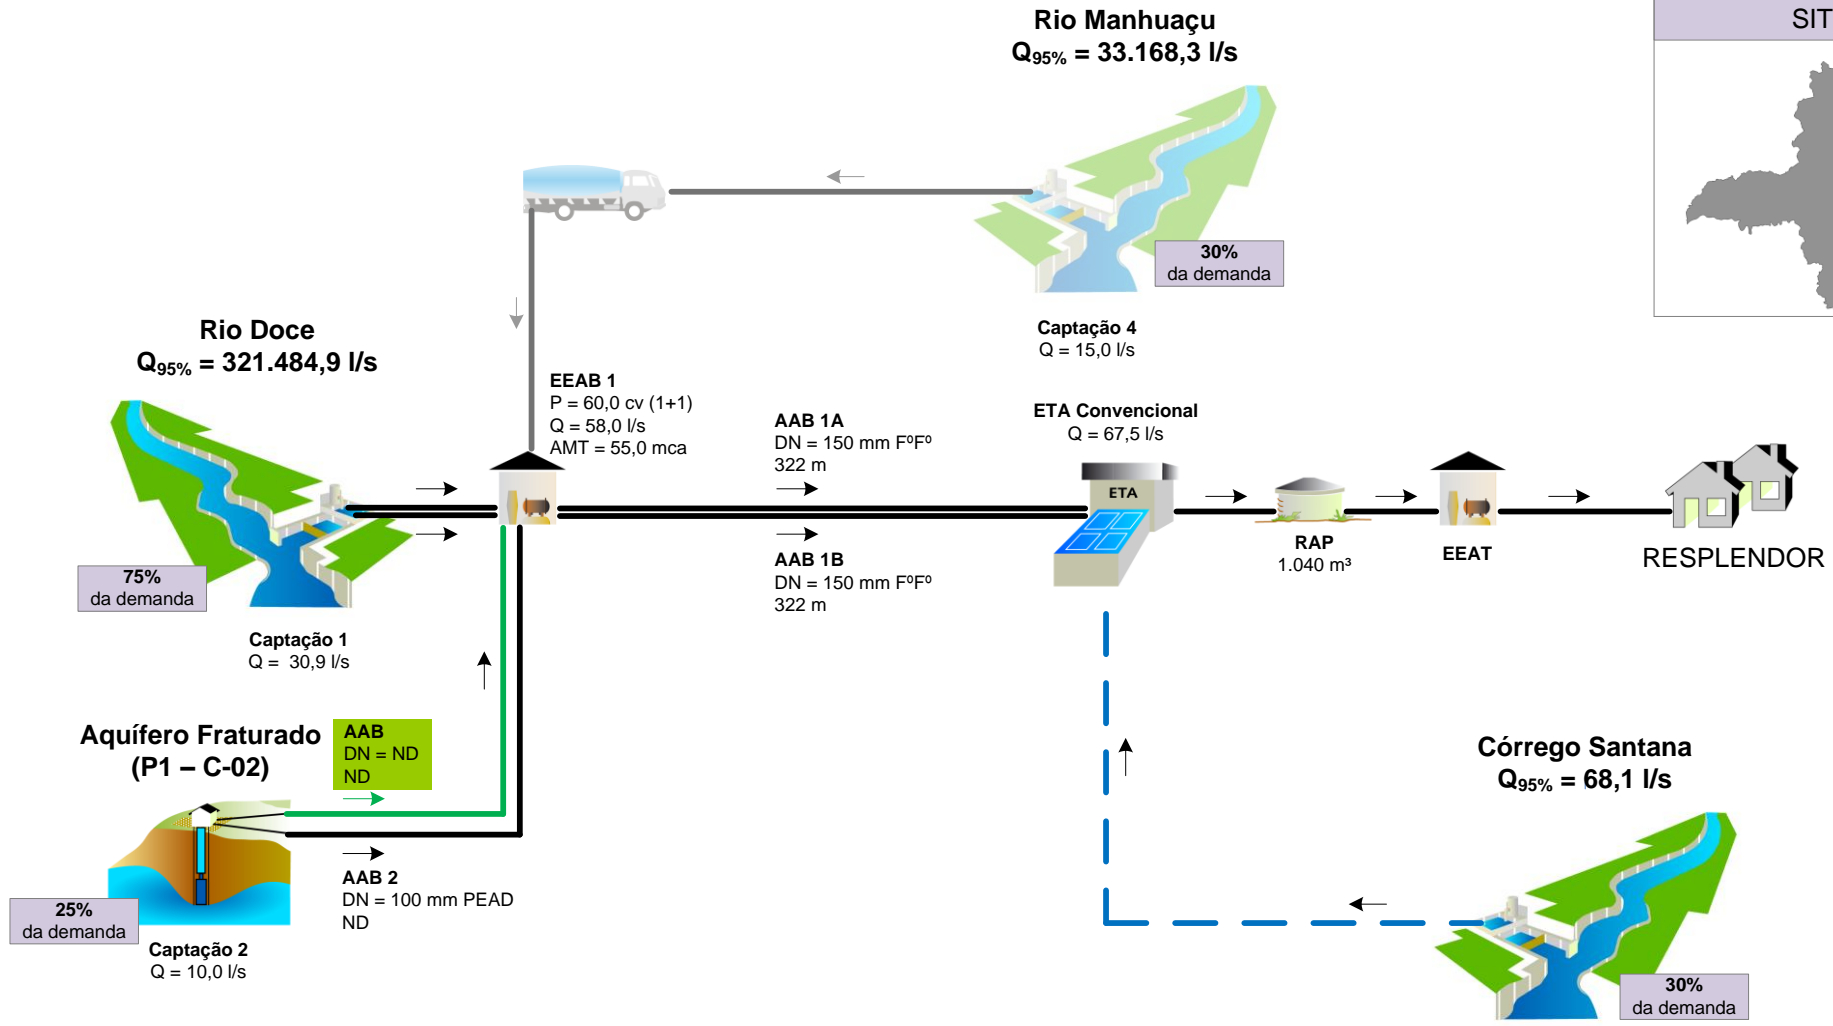 Rio Manhuaçu
Q95% = 33.168,3 l/s
SIT
30%
da demanda
Captação 4
Q = 15,0 l/s
Rio Doce
Q95% = 321.484,9 l/s
EEAB 1
P = 60,0 cv (1+1)
Q = 58,0 l/s
AMT = 55,0 mca
AAB 1A
DN = 150 mm FºFº
322 m
ETA Convencional
Q = 67,5 l/s
ETA
AAB 1B
DN = 150 mm FºFº
322 m
RAP
1.040 m³
EEAT
RESPLENDOR
75%
da demanda
Captação 1
Q = 30,9 l/s
Aquífero Fraturado
(P1 – C-02)
AAB
DN = ND
ND
AAB 2
DN = 100 mm PEAD
ND
25%
da demanda
Captação 2
Q = 10,0 l/s
Córrego Santana
Q95% = 68,1 l/s
30%
da demanda